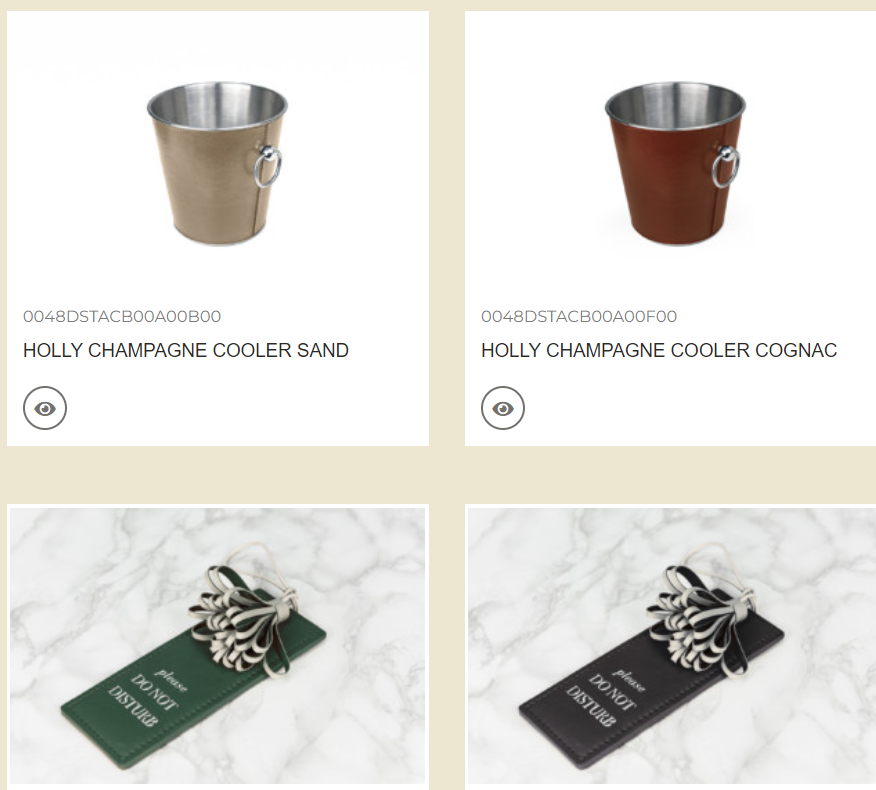 0048DSTACB00A00B00
HOLLY CHAMPAGNE COOLER SAND
0048DSTACB00A00F00
HOLLY CHAMPAGNE COOLER COGNAC
please
DO NOT
DISTURB
please
DO NOT
DISTURB